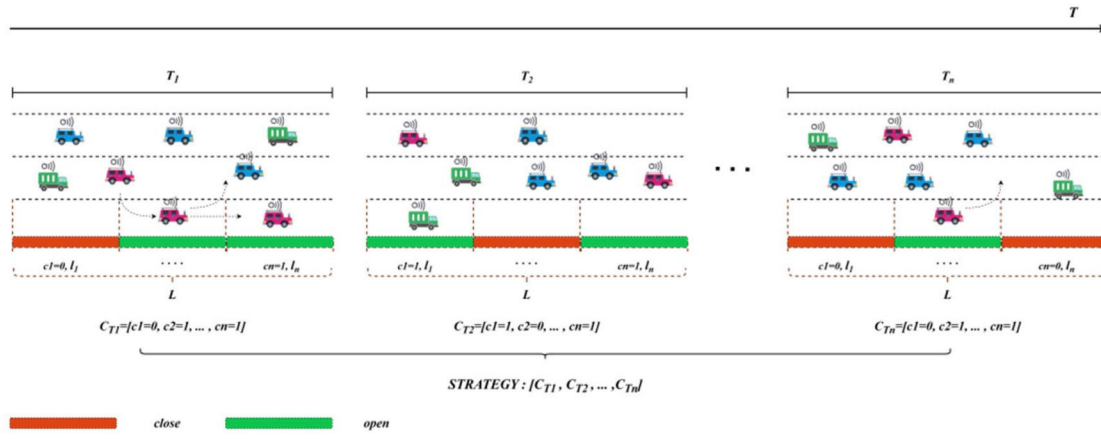 T
T1 T2 Tn
. . .
c1=0, l1 . . . . cn=1, ln c1=1, l1 . . . . cn=1, ln c1=0, l1 . . . . cn=0, ln
L L L
CT1=[c1=0, c2=1, ... , cn=1] CT2=[c1=1, c2=0, ... , cn=1] CTn=[c1=0, c2=1, ... , cn=0]
STRATEGY : [CT1 , CT2 , ... ,CTn]
close open